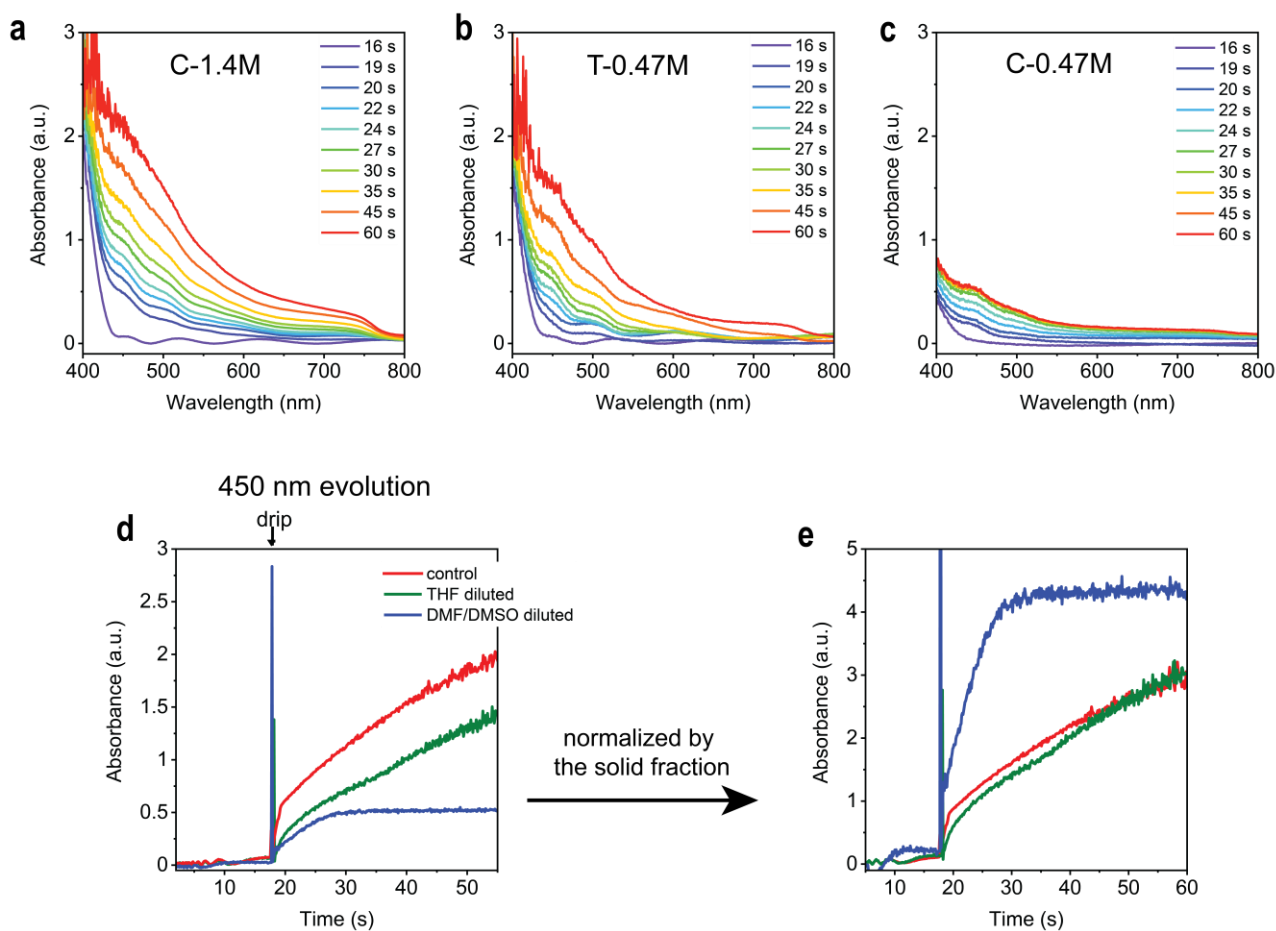 a
C-1.4M
3
2
1
0
Absorbance (a.u.)
400 500 600 700 800
Wavelength (nm)
16 s
19 s
20 s
22 s
24 s
27 s
30 s
35 s
45 s
60 s
b
T-0.47M
3
2
1
0
Absorbance (a.u.)
400 500 600 700 800
Wavelength (nm)
16 s
19 s
20 s
22 s
24 s
27 s
30 s
35 s
45 s
60 s
c
C-0.47M
3
2
1
0
Absorbance (a.u.)
400 500 600 700 800
Wavelength (nm)
16 s
19 s
20 s
22 s
24 s
27 s
30 s
35 s
45 s
60 s
450 nm evolution
d
drip
3
2.5
2
1.5
1
0.5
0
Absorbance (a.u.)
control
THF diluted
DMF/DMSO diluted
10 20 30 40 50
Time (s)
normalized by
the solid fraction
e
5
4
3
2
1
0
Absorbance (a.u.)
10 20 30 40 50 60
Time (s)